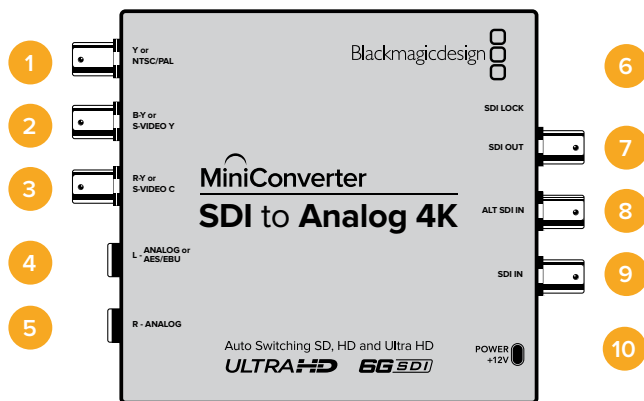 1
Y or
NTSC/PAL
2
B-Y or
S-VIDEO Y
3
R-Y or
S-VIDEO C
4
L - ANALOG or
AES/EBU
5
R - ANALOG
Blackmagicdesign
MiniConverter
SDI to Analog 4K
Auto Switching SD, HD and Ultra HD
ULTRA HD 6G SDI
6
SDI LOCK
SDI OUT
7
ALT SDI IN
8
SDI IN
9
POWER
+12V
10